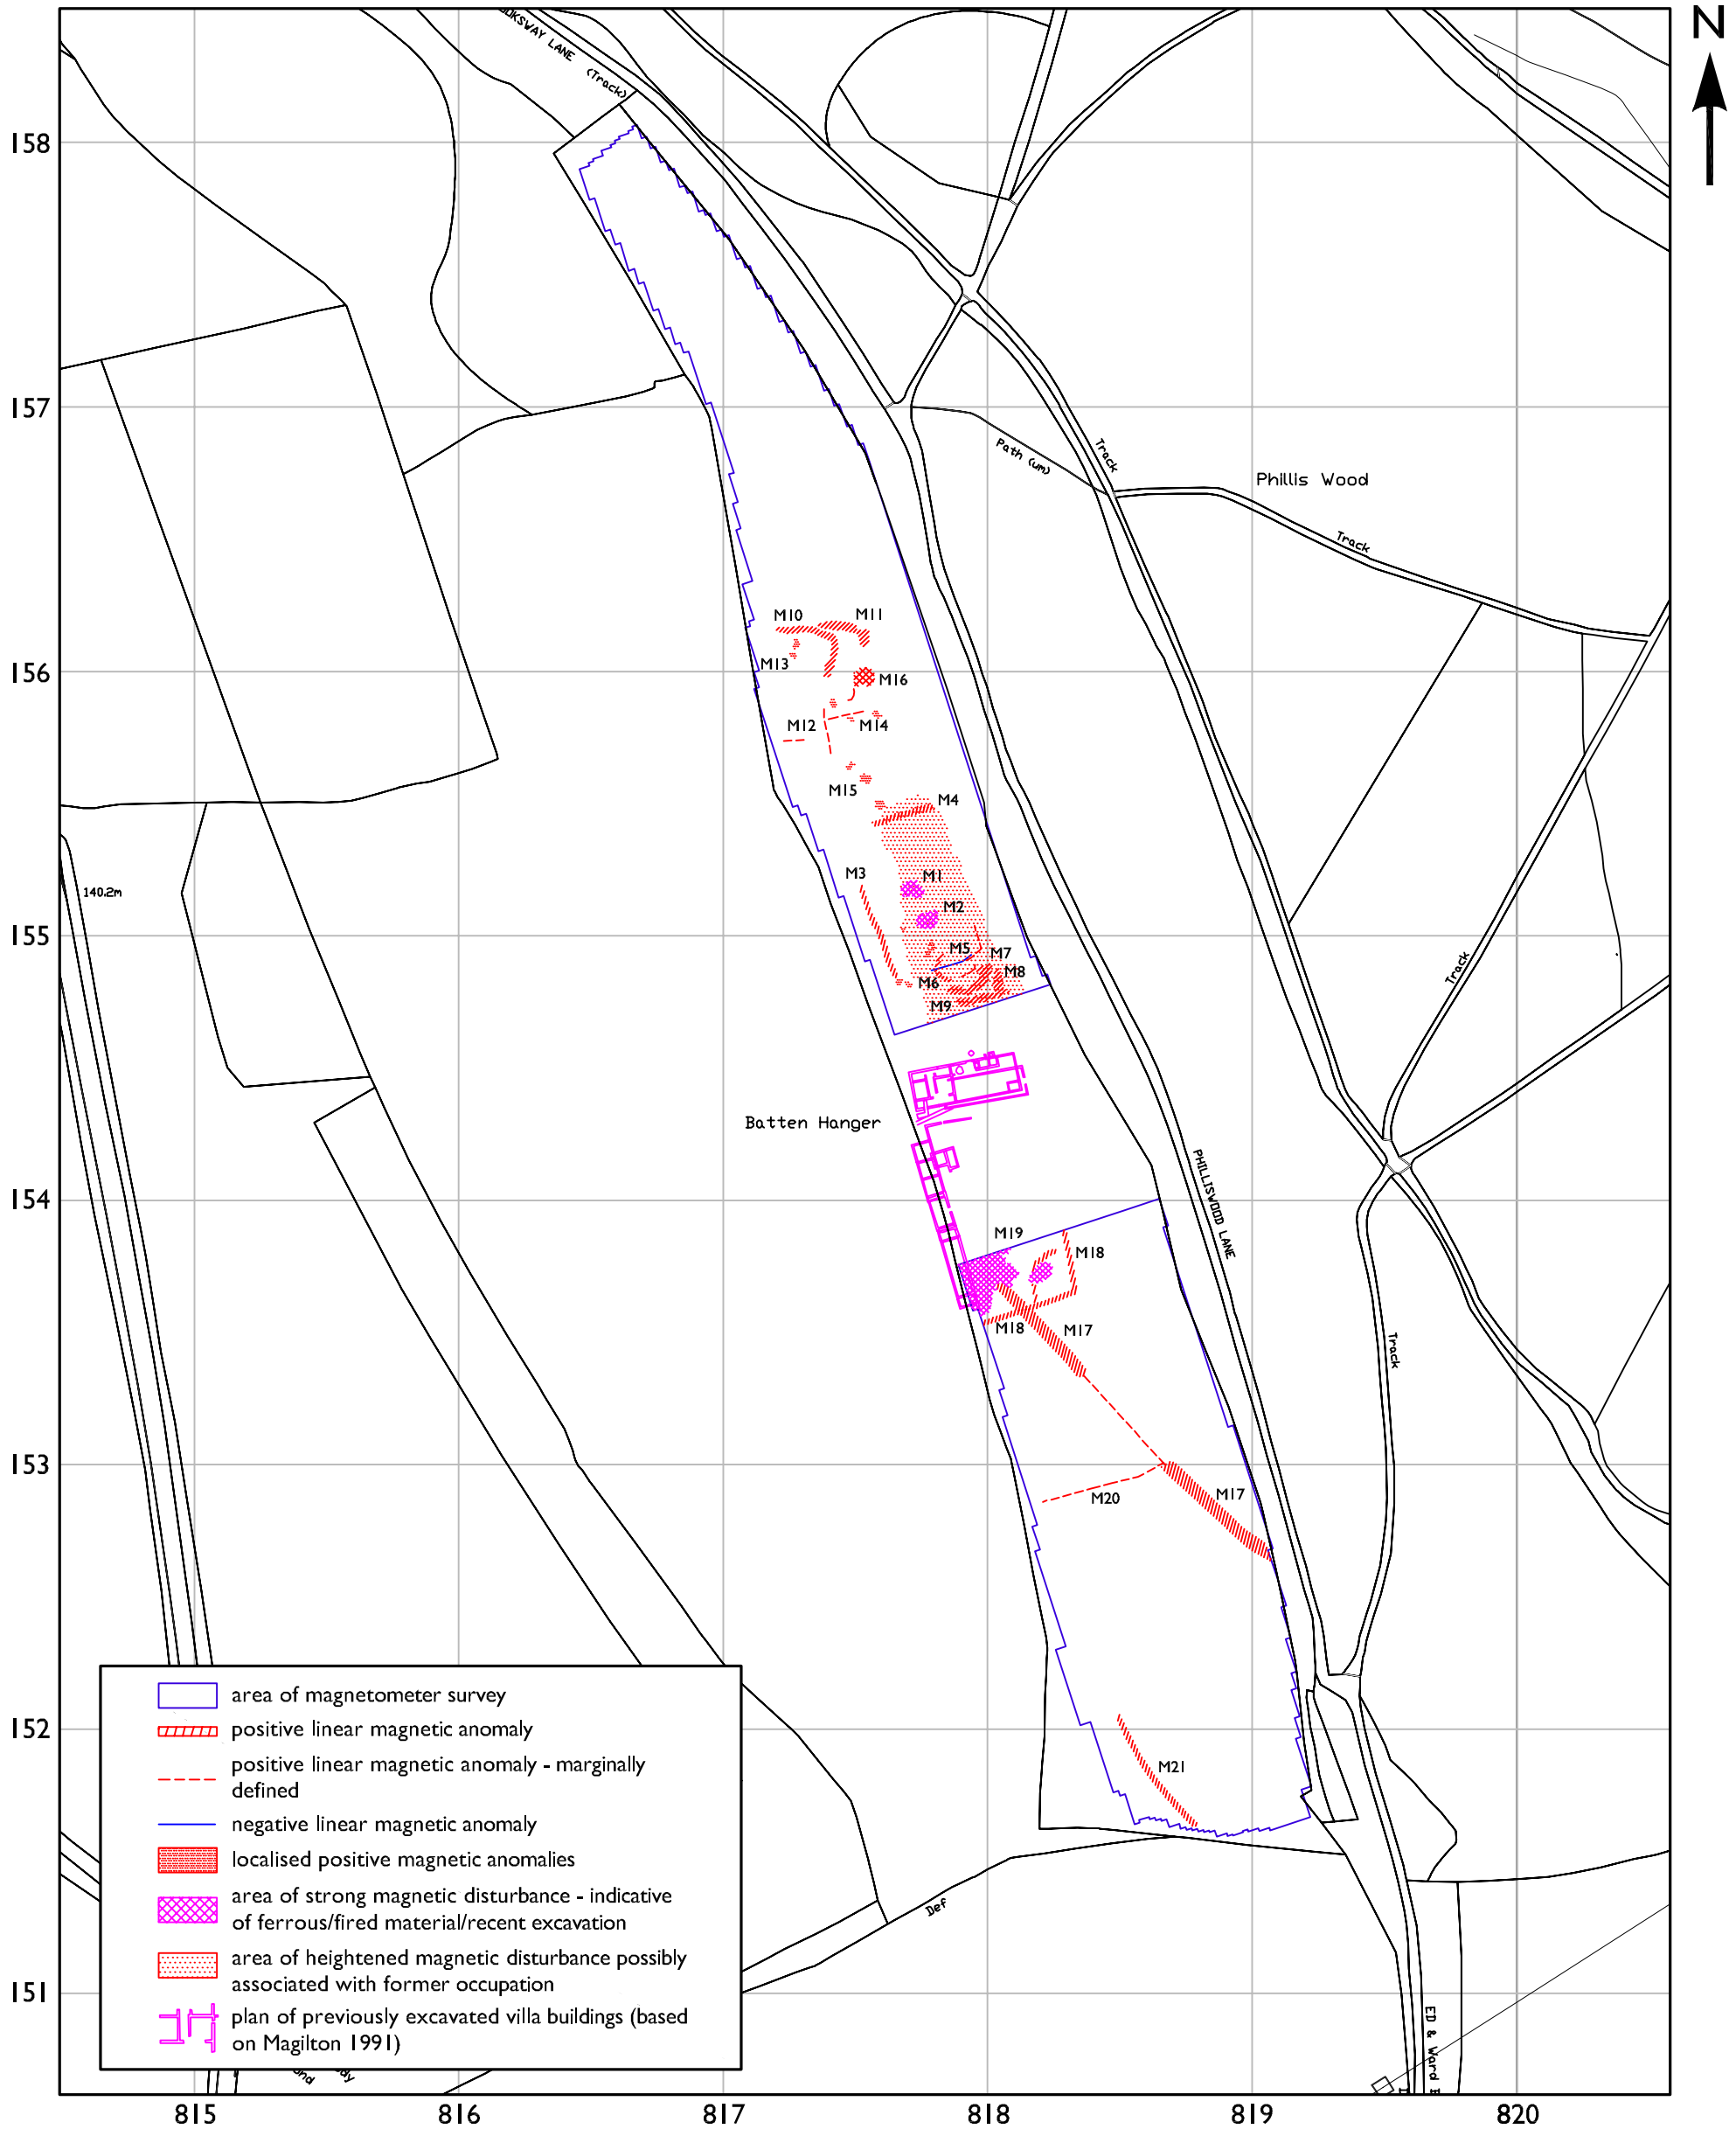 N
OKSWAY LANE (Track)
158
157
Path (um)
Track
Phillis Wood
Track
M10
M11
M13
156
M16
M12
M14
M15
M4
M3
M1
140.2m
M2
155
M5
M7
M8
M6
M9
Track
Batten Hanger
PHILLISWOOD LANE
154
M19
M18
M18
M17
Track
153
M20
M17
152
M21
area of magnetometer survey
positive linear magnetic anomaly
positive linear magnetic anomaly - marginally
defined
negative linear magnetic anomaly
localised positive magnetic anomalies
area of strong magnetic disturbance - indicative
of ferrous/fired material/recent excavation
area of heightened magnetic disturbance possibly
associated with former occupation
plan of previously excavated villa buildings (based
on Magilton 1991)
Def
151
ED & Ward B
815
816
817
818
819
820